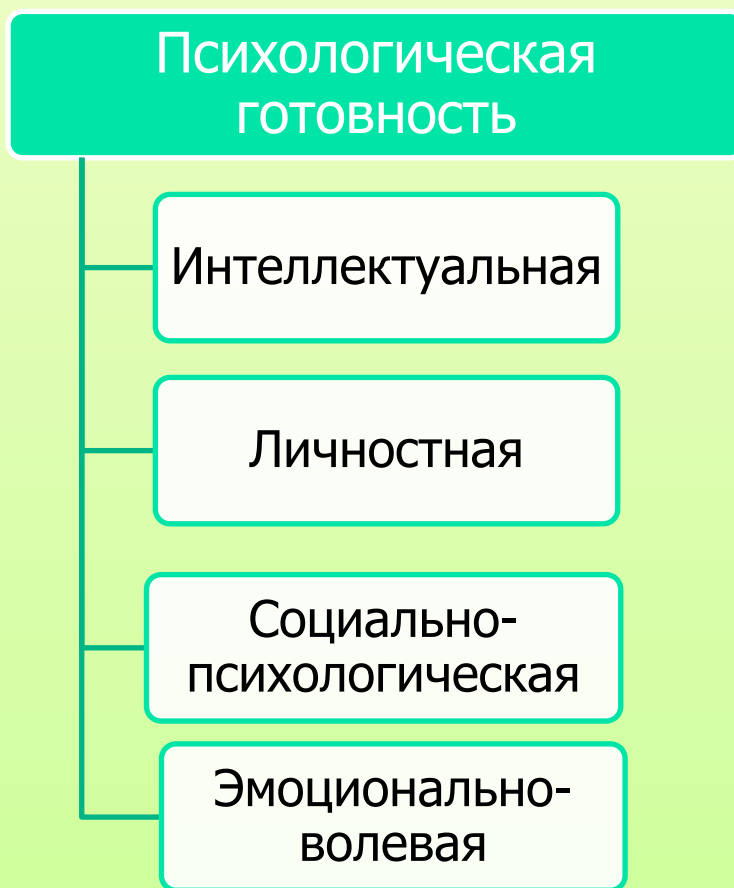 Психологическая
готовность
Интеллектуальная
Личностная
Социально-
психологическая
Эмоционально-
волевая